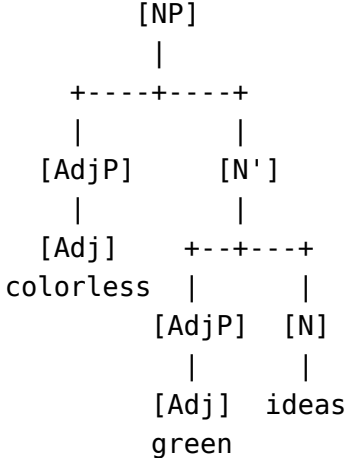 [NP]
|
+----+----+
| |
[AdjP] [N']
| |
[Adj] +--+---+
colorless | |
[AdjP] [N]
| |
[Adj] ideas
green